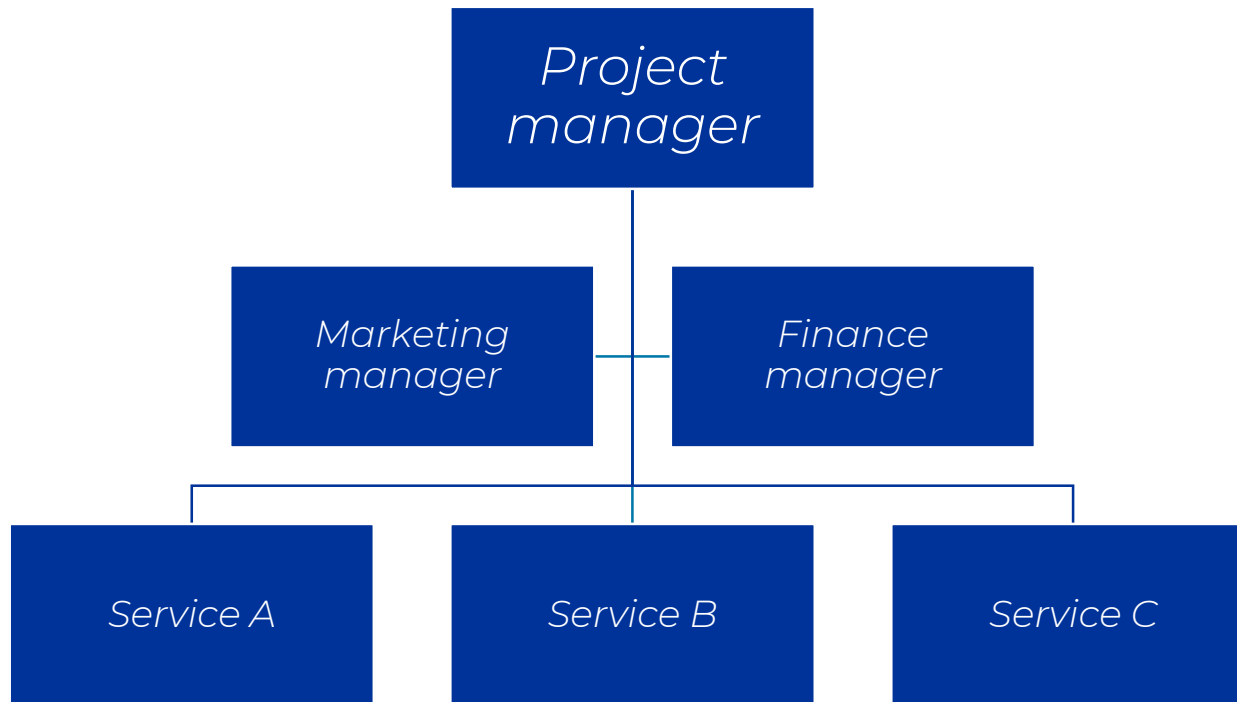 Project
manager
Marketing
manager
Finance
manager
Service A
Service B
Service C